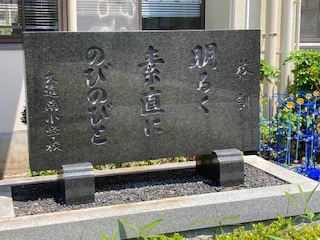 校訓
明るく
素直に
のびのびと
大道南小学校